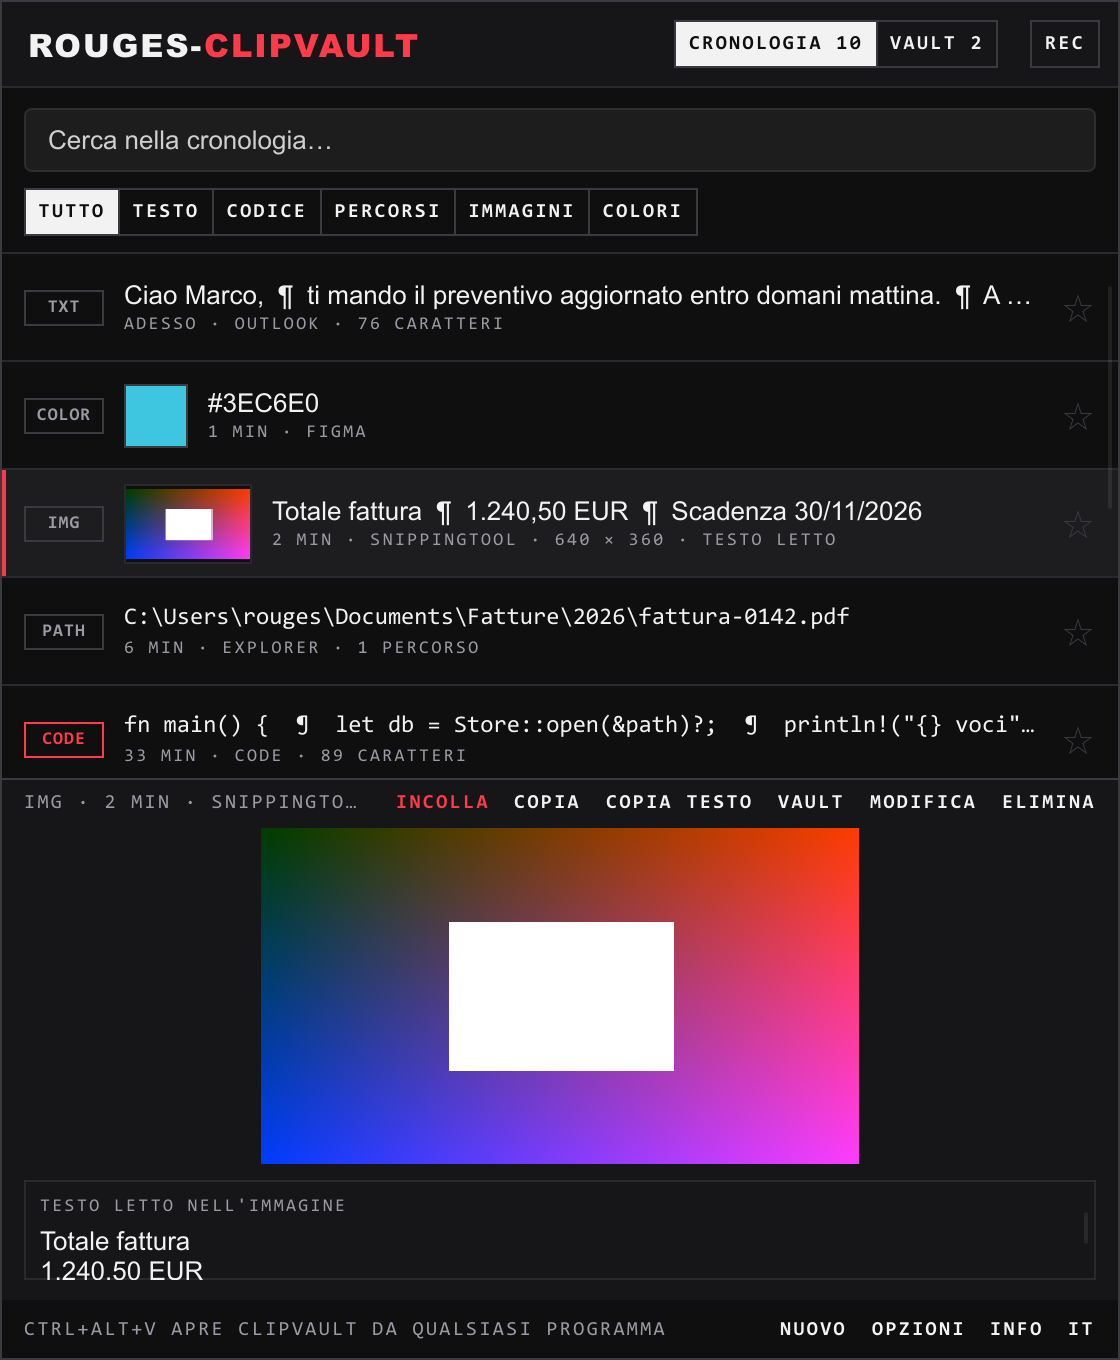 ROUGES-CLIPVAULT
CRONOLOGIA 10 VAULT 2 REC
Cerca nella cronologia…
TUTTO TESTO CODICE PERCORSI IMMAGINI COLORI
TXT
Ciao Marco, ¶ ti mando il preventivo aggiornato entro domani mattina. ¶ A …
ADESSO · OUTLOOK · 76 CARATTERI
COLOR
#3EC6E0
1 MIN · FIGMA
IMG
Totale fattura ¶ 1.240,50 EUR ¶ Scadenza 30/11/2026
2 MIN · SNIPPINGTOOL · 640 × 360 · TESTO LETTO
PATH
C:\Users\rouges\Documents\Fatture\2026\fattura-0142.pdf
6 MIN · EXPLORER · 1 PERCORSO
CODE
fn main() { ¶ let db = Store::open(&path)?; ¶ println!("{} voci"…
33 MIN · CODE · 89 CARATTERI
IMG · 2 MIN · SNIPPINGTO… INCOLLA COPIA COPIA TESTO VAULT MODIFICA ELIMINA
TESTO LETTO NELL'IMMAGINE
Totale fattura
1.240,50 EUR
CTRL+ALT+V APRE CLIPVAULT DA QUALSIASI PROGRAMMA NUOVO OPZIONI INFO IT